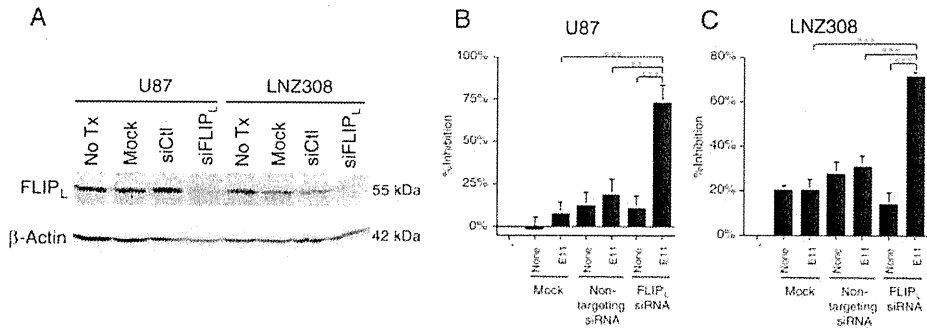 A
U87
LNZ308
No Tx
Mock
siCtl
siFLIPL
No Tx
Mock
siCtl
siFLIPL
FLIPL
55 kDa
β-Actin
42 kDa
B
U87
100%
75%
50%
25%
0%
%Inhibition
***
**
***
None
E11
None
E11
None
E11
Mock
Non-
targeting
siRNA
FLIPL
siRNA
C
LNZ308
80%
60%
40%
20%
0%
%Inhibition
***
***
***
None
E11
None
E11
None
E11
Mock
Non-
targeting
siRNA
FLIPL
siRNA